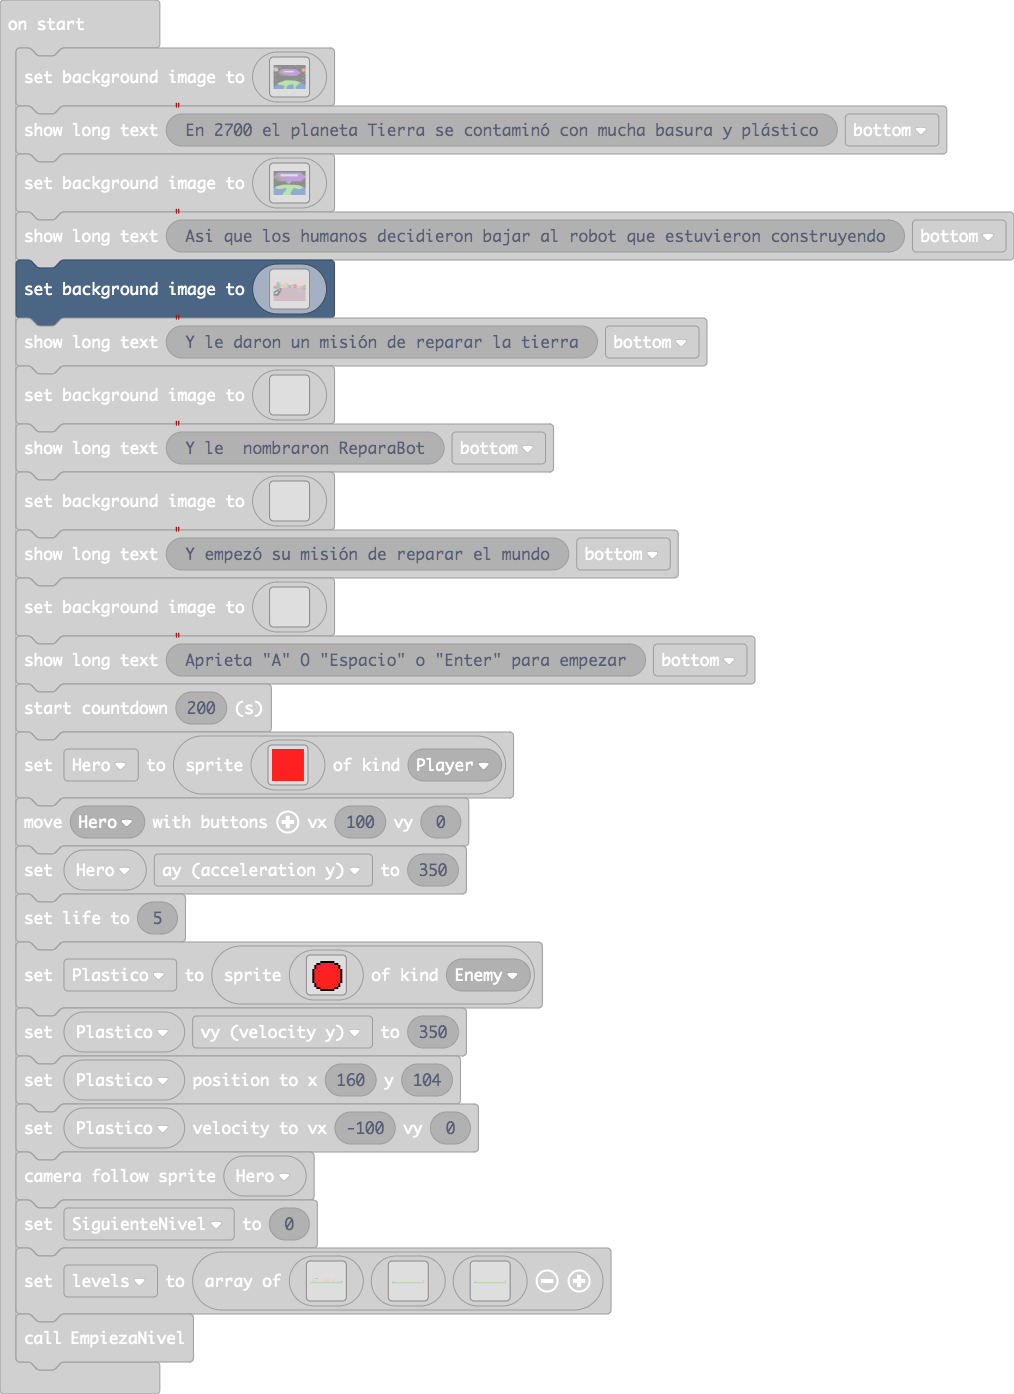 on start
set background image to
show long text En 2700 el planeta Tierra se contaminó con mucha basura y plástico bottom
set background image to
show long text Asi que los humanos decidieron bajar al robot que estuvieron construyendo bottom
set background image to
show long text Y le daron un misión de reparar la tierra bottom
set background image to
show long text Y le  nombraron ReparaBot bottom
set background image to
show long text Y empezó su misión de reparar el mundo bottom
set background image to
show long text Aprieta "A" O "Espacio" o "Enter" para empezar bottom
start countdown 200 (s)
set Hero to sprite of kind Player
move Hero with buttons vx 100 vy 0
set Hero ay (acceleration y) to 350
set life to 5
set Plastico to sprite of kind Enemy
set Plastico vy (velocity y) to 350
set Plastico position to x 160 y 104
set Plastico velocity to vx -100 vy 0
camera follow sprite Hero
set SiguienteNivel to 0
set levels to array of
call EmpiezaNivel